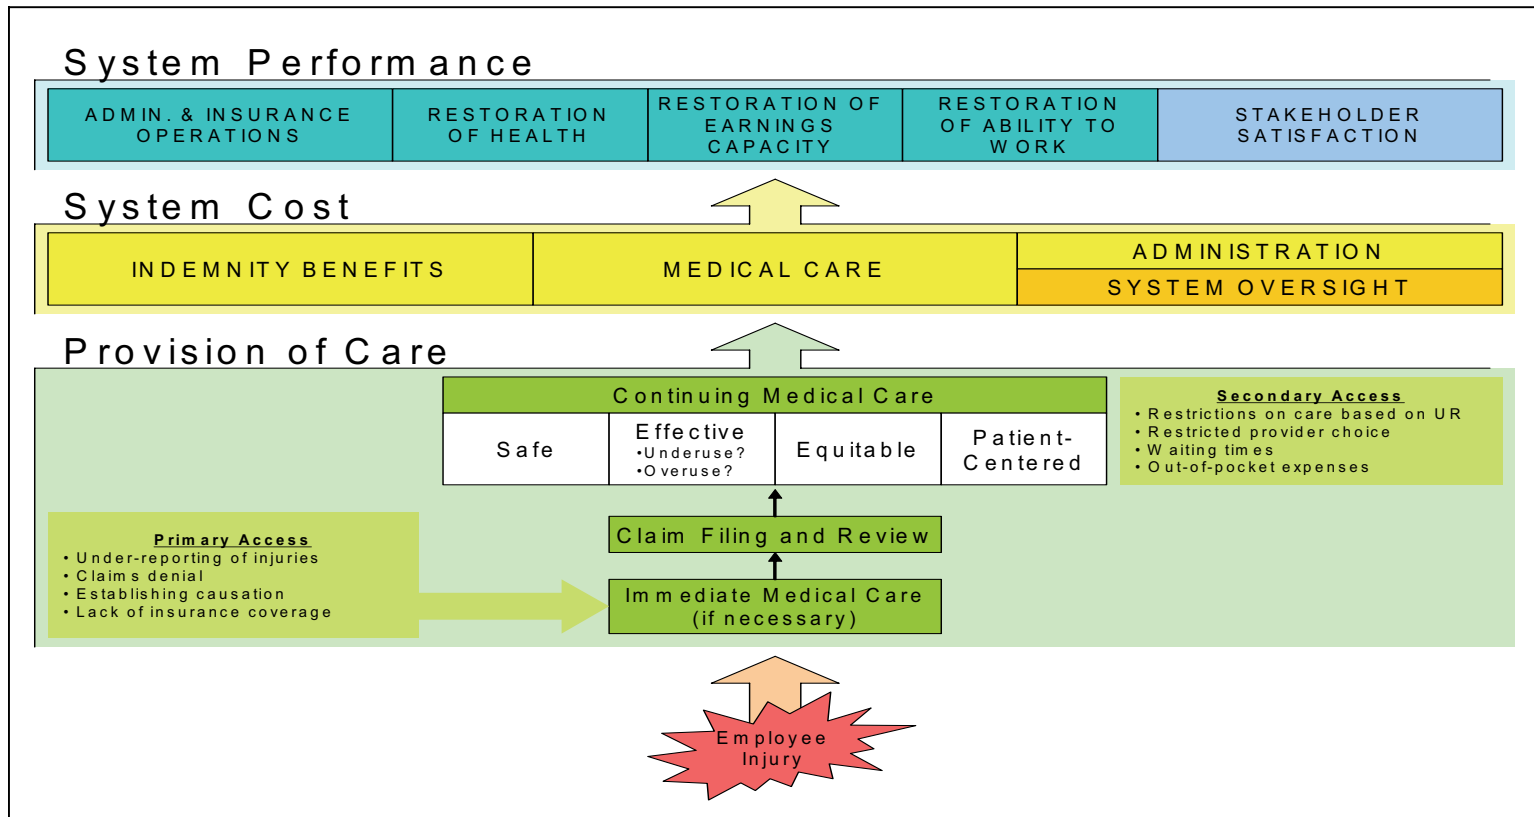 System Performance
ADMIN. & INSURANCE
OPERATIONS
RESTORATION
OF HEALTH
RESTORATION OF
EARNINGS
CAPACITY
RESTORATION
OF ABILITY TO
WORK
STAKEHOLDER
SATISFACTION
System Cost
INDEMNITY BENEFITS
MEDICAL CARE
ADMINISTRATION
SYSTEM OVERSIGHT
Provision of Care
Continuing Medical Care
Safe
Effective
•Underuse?
•Overuse?
Equitable
Patient-
Centered
Secondary Access
• Restrictions on care based on UR
• Restricted provider choice
• Waiting times
• Out-of-pocket expenses
Claim Filing and Review
Primary Access
• Under-reporting of injuries
• Claims denial
• Establishing causation
• Lack of insurance coverage
Immediate Medical Care
(if necessary)
Employee
Injury